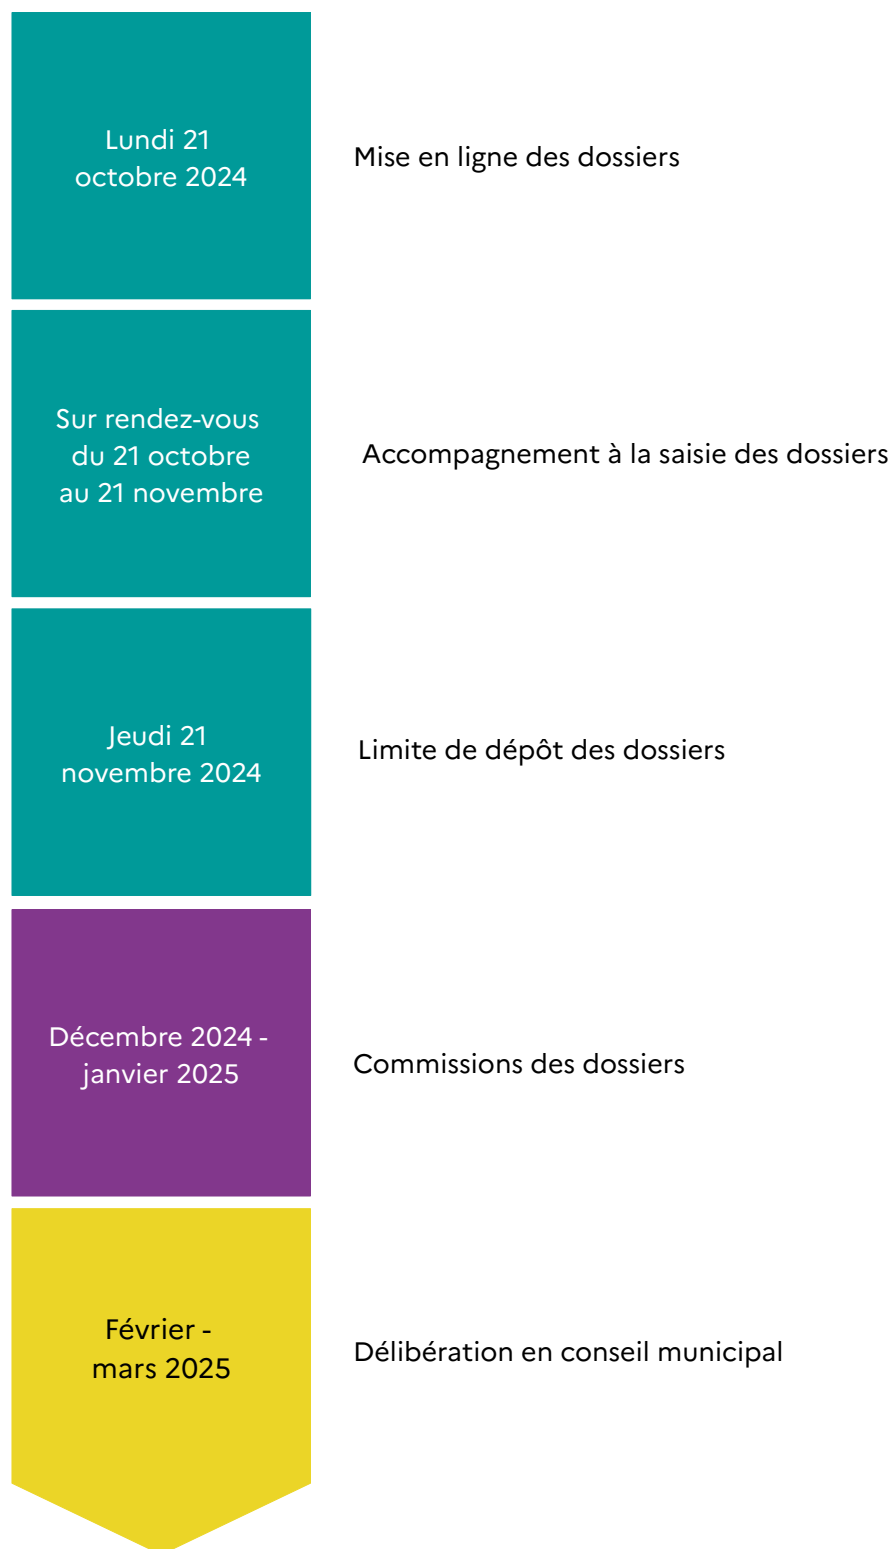 Lundi 21
octobre 2024
Mise en ligne des dossiers
Sur rendez-vous
du 21 octobre
au 21 novembre
Accompagnement à la saisie des dossiers
Jeudi 21
novembre 2024
Limite de dépôt des dossiers
Décembre 2024 -
janvier 2025
Commissions des dossiers
Février -
mars 2025
Délibération en conseil municipal